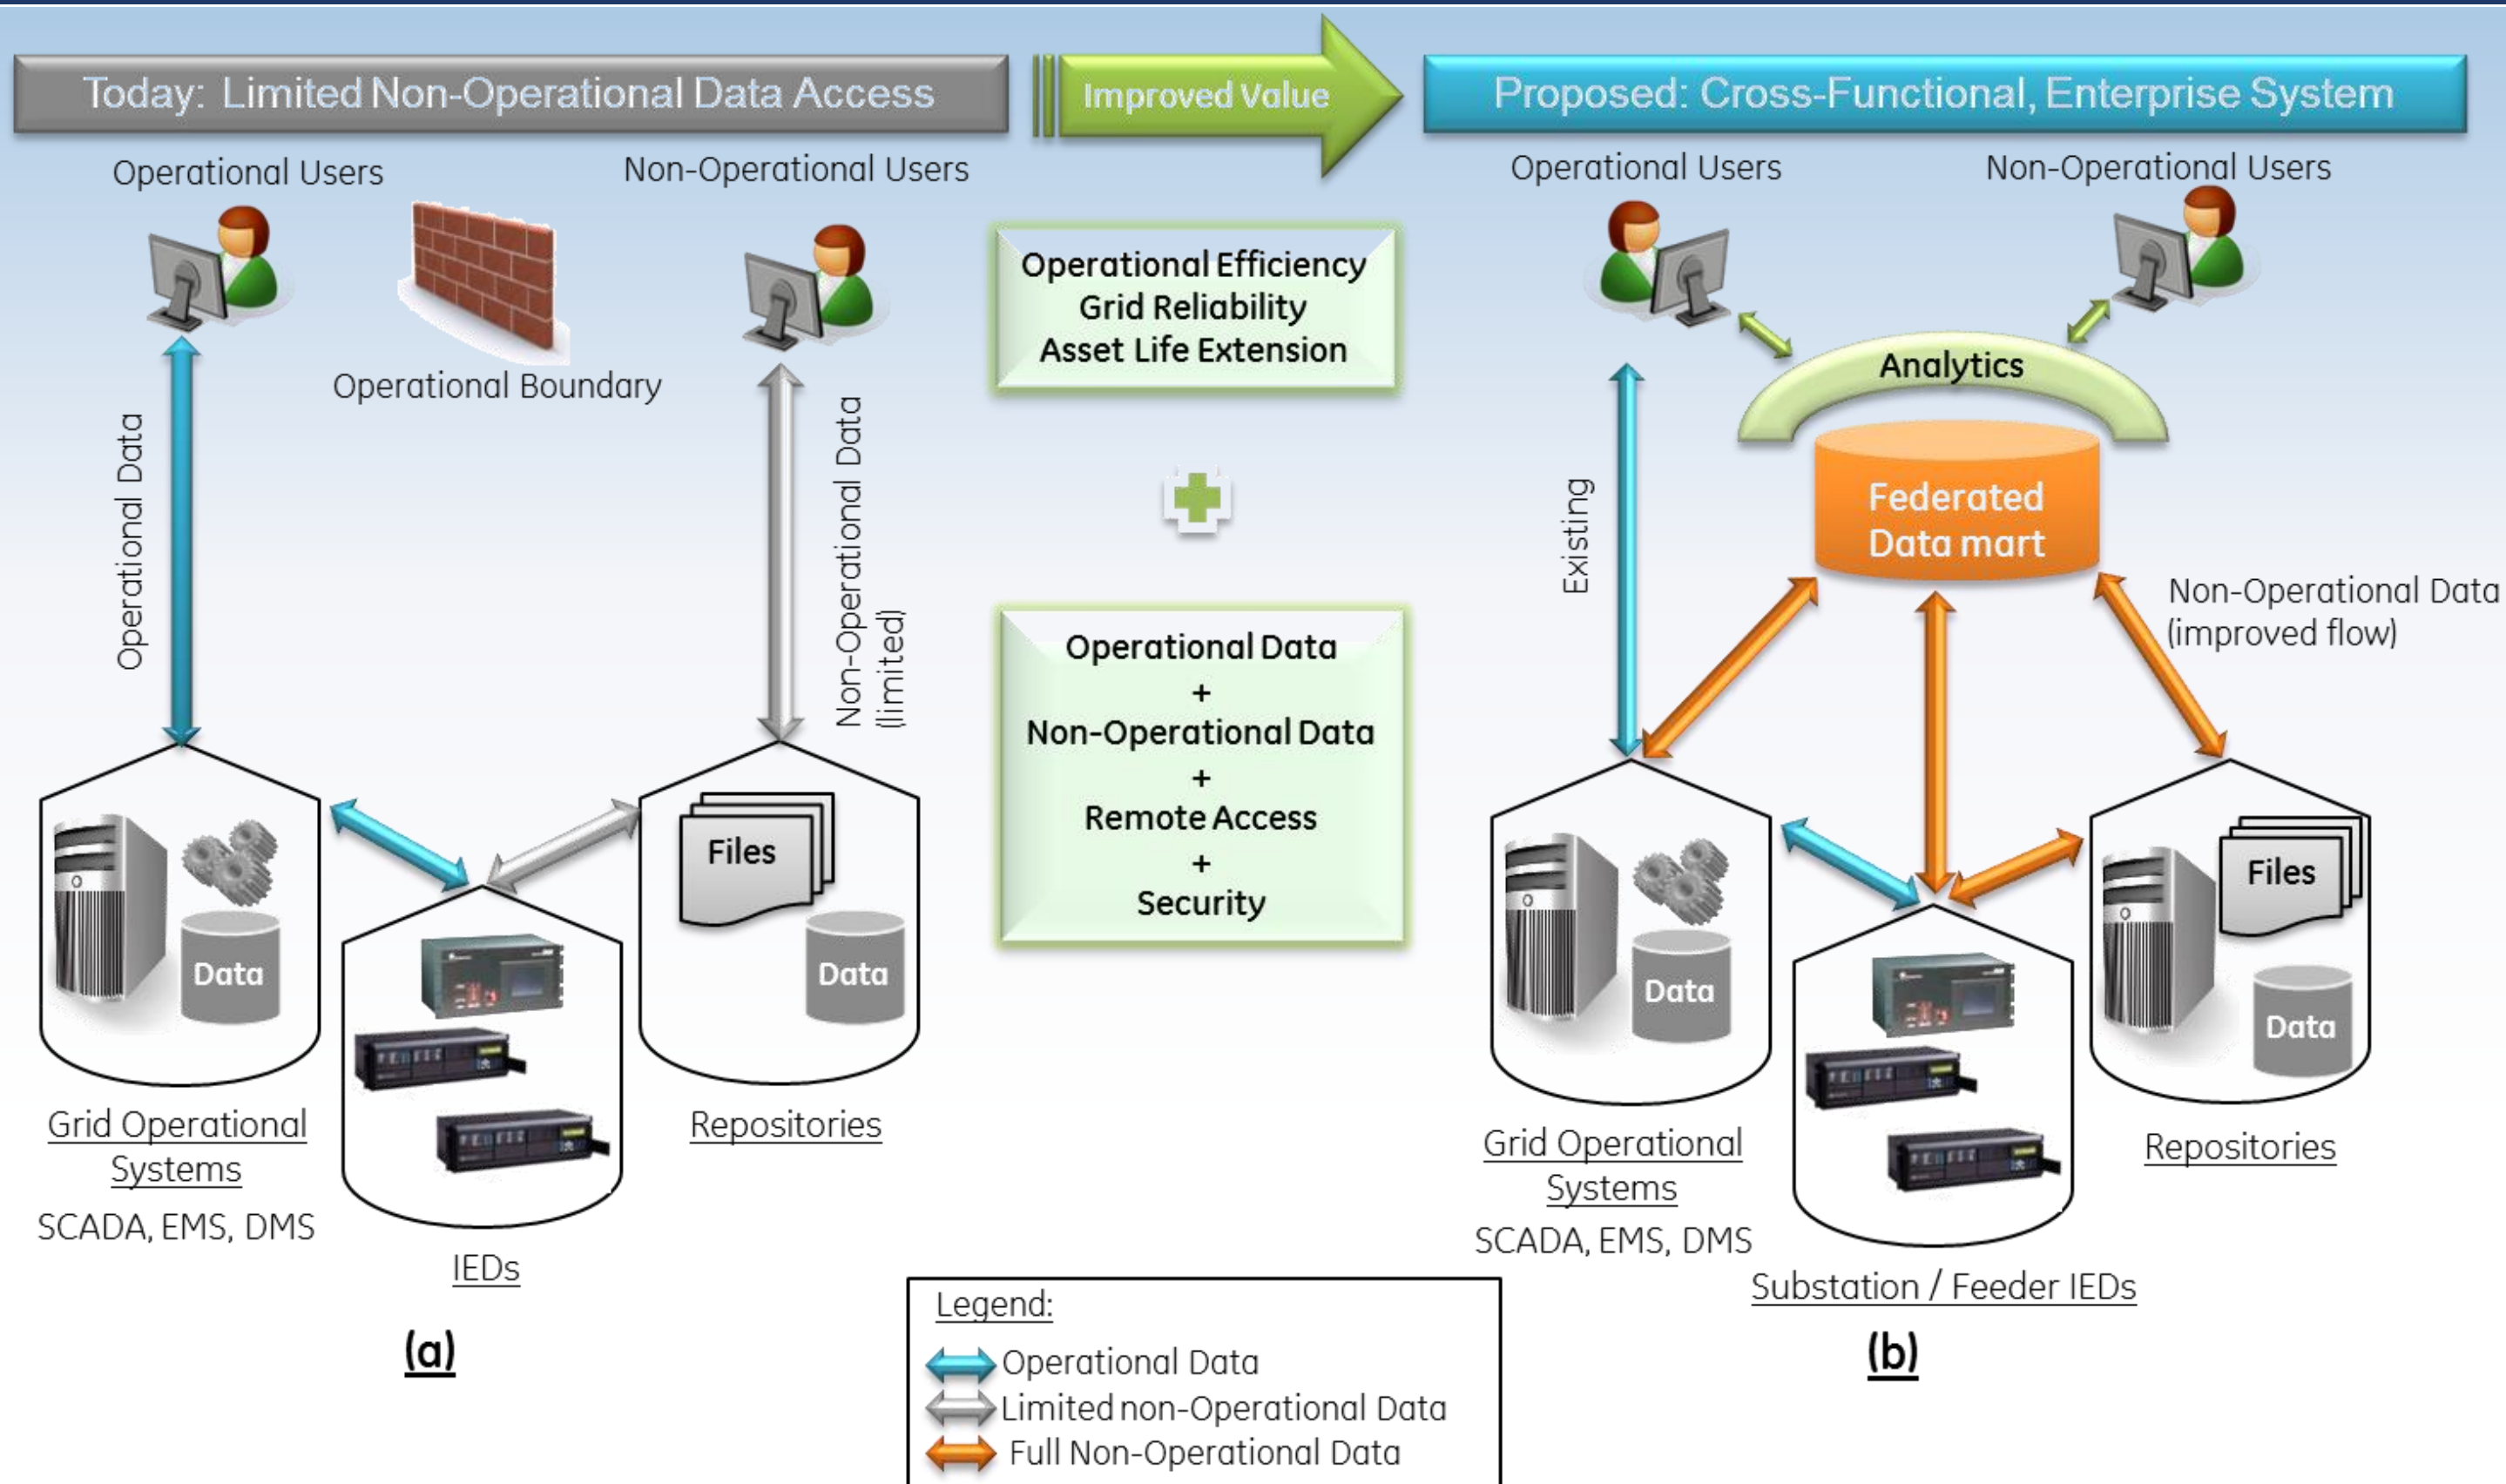 Today: Limited Non-Operational Data Access
Improved Value
Proposed: Cross-Functional, Enterprise System
Operational Users
Non-Operational Users
Operational Boundary
Operational Data
Non-Operational Data
(limited)
Files
Data
Data
Grid Operational
Systems
SCADA, EMS, DMS
IEDs
Repositories
(a)
Operational Efficiency
Grid Reliability
Asset Life Extension
Operational Data
+
Non-Operational Data
+
Remote Access
+
Security
Operational Users
Non-Operational Users
Analytics
Federated
Data mart
Existing
Non-Operational Data
(improved flow)
Files
Data
Data
Grid Operational
Systems
SCADA, EMS, DMS
Substation / Feeder IEDs
Repositories
(b)
Legend:
Operational Data
Limited non-Operational Data
Full Non-Operational Data